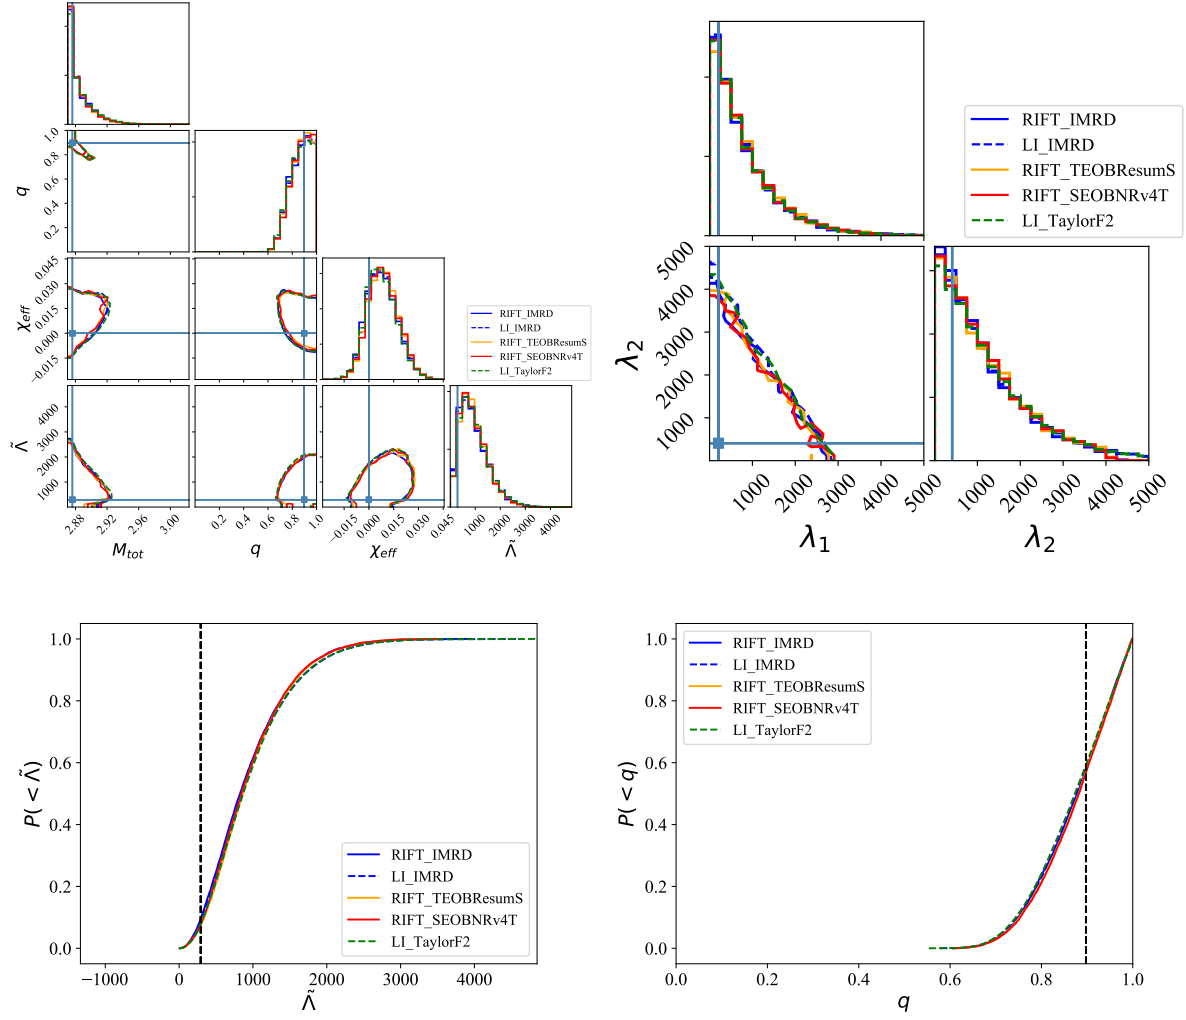 1.0
0.8
0.6
0.4
0.2
q
0.045
0.030
0.015
0.000
−0.015
χeff
RIFT_IMRD
LI_IMRD
RIFT_TEOBResumS
RIFT_SEOBNRv4T
LI_TaylorF2
4000
3000
2000
1000
Λ̃
2.88 2.92 2.96 3.00
0.2 0.4 0.6 0.8 1.0
−0.015 0.000 0.015 0.030 0.045
1000 2000 3000 4000
Mtot q χeff Λ̃
RIFT_IMRD
LI_IMRD
RIFT_TEOBResumS
RIFT_SEOBNRv4T
LI_TaylorF2
5000
4000
3000
2000
1000
λ2
1000 2000 3000 4000 5000
1000 2000 3000 4000 5000
λ1 λ2
1.0
0.8
0.6
0.4
0.2
0.0
P(< Λ̃)
RIFT_IMRD
LI_IMRD
RIFT_TEOBResumS
RIFT_SEOBNRv4T
LI_TaylorF2
−1000 0 1000 2000 3000 4000
Λ̃
1.0
0.8
0.6
0.4
0.2
0.0
P(< q)
RIFT_IMRD
LI_IMRD
RIFT_TEOBResumS
RIFT_SEOBNRv4T
LI_TaylorF2
0.0 0.2 0.4 0.6 0.8 1.0
q